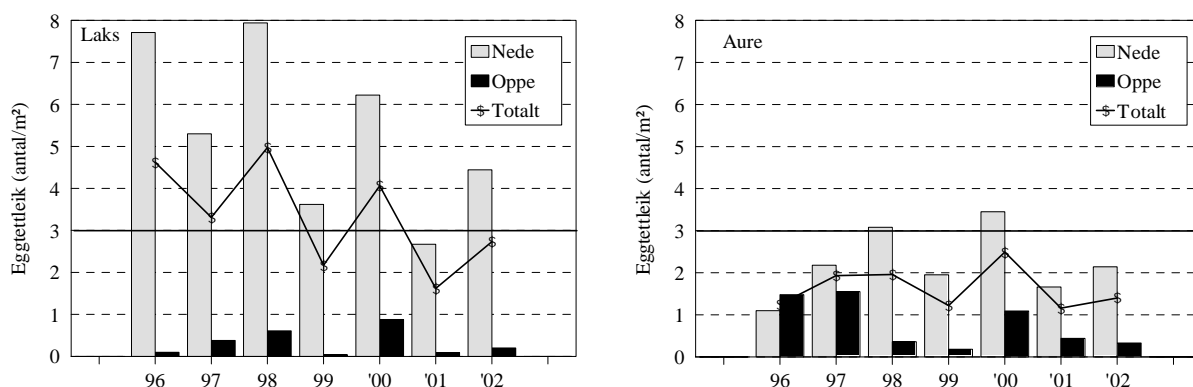 Laks
Nede
Oppe
$ Totalt
Eggtettleik (antal/m²)
8
7
6
5
4
3
2
1
0
96 97 98 99 '00 '01 '02
Aure
Nede
Oppe
$ Totalt
Eggtettleik (antal/m²)
8
7
6
5
4
3
2
1
0
96 97 98 99 '00 '01 '02